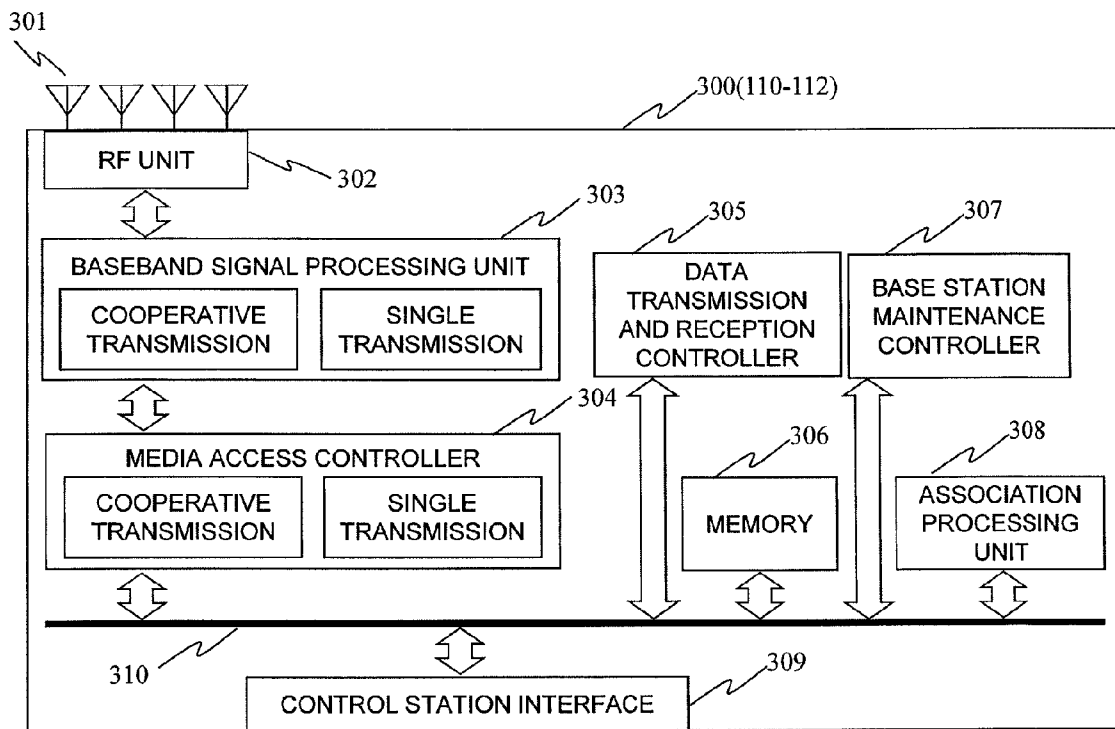 301
300(110-112)
RF UNIT
302
303
305
307
BASEBAND SIGNAL PROCESSING UNIT
COOPERATIVE
TRANSMISSION
SINGLE
TRANSMISSION
DATA
TRANSMISSION
AND RECEPTION
CONTROLLER
BASE STATION
MAINTENANCE
CONTROLLER
304
306
308
MEDIA ACCESS CONTROLLER
COOPERATIVE
TRANSMISSION
SINGLE
TRANSMISSION
MEMORY
ASSOCIATION
PROCESSING
UNIT
310
309
CONTROL STATION INTERFACE